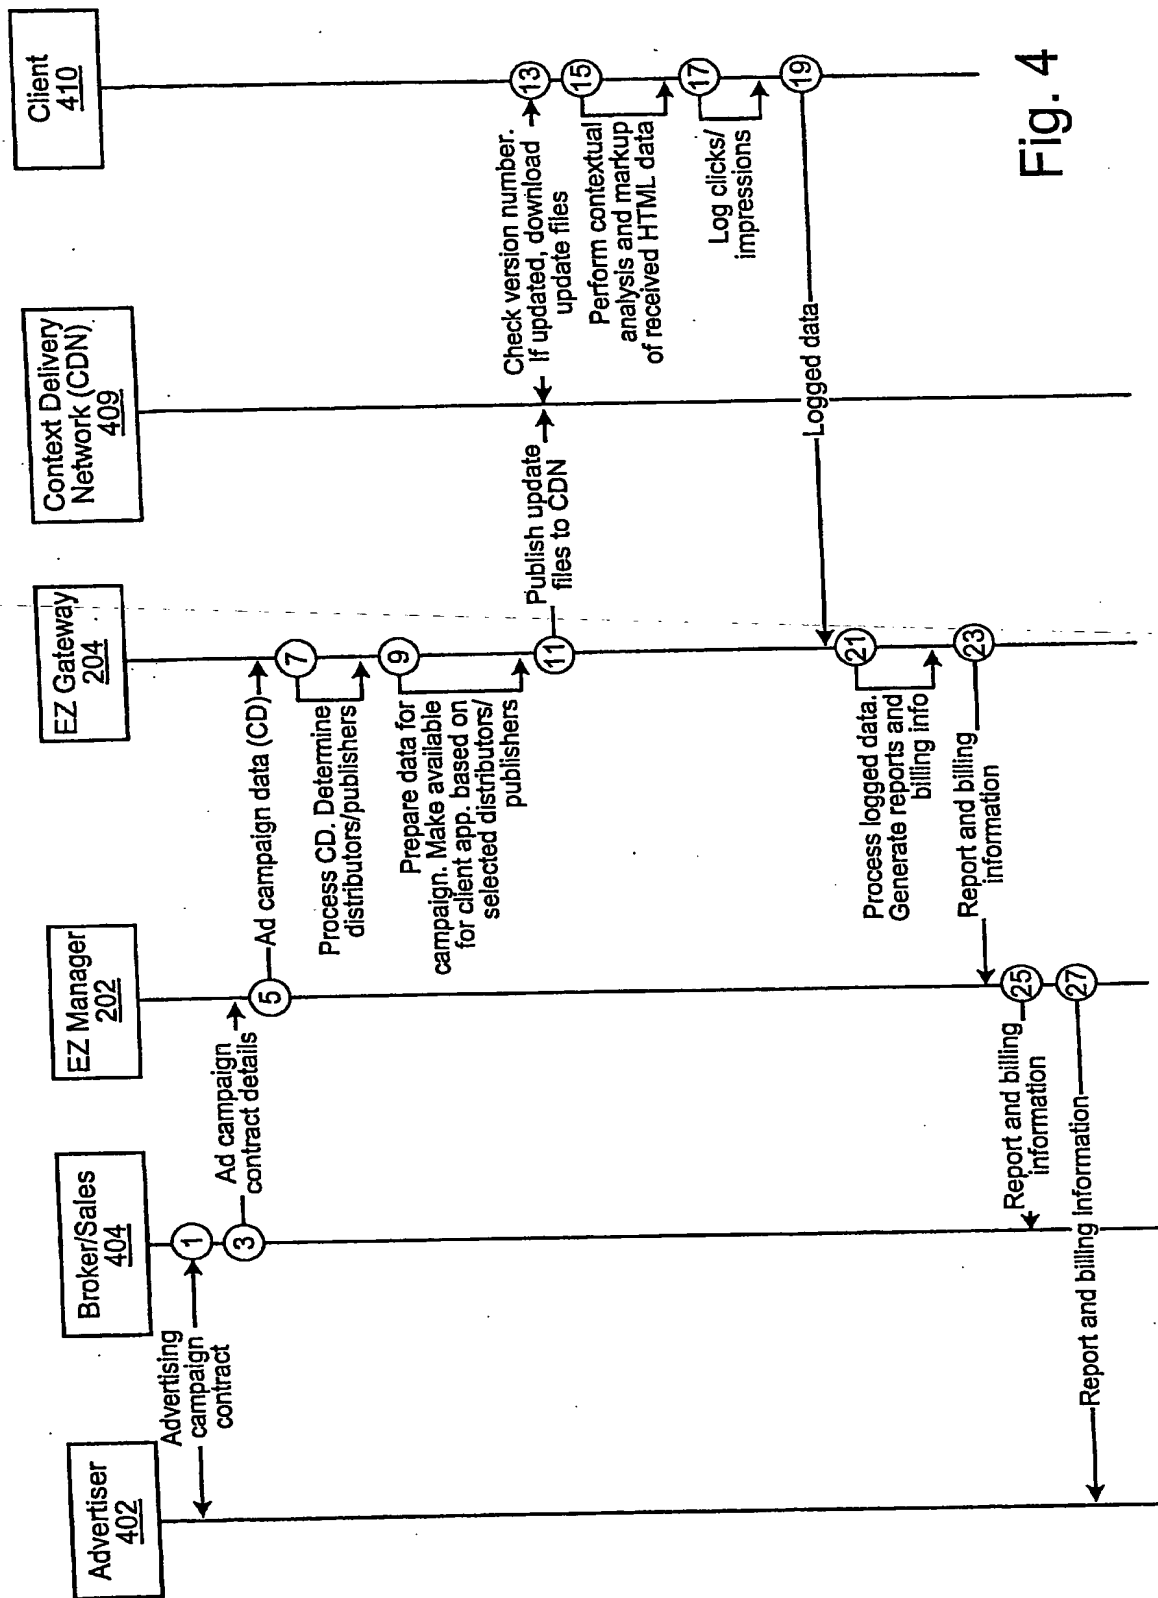 Advertiser
402
Broker/Sales
404
EZ Manager
202
EZ Gateway
204
Context Delivery
Network (CDN)
409
Client
410
Advertising
campaign
contract
1
3
Ad campaign
contract details
5
Ad campaign data (CD)
7
Process CD. Determine
distributors/publishers
9
Prepare data for
campaign. Make available
for client app. based on
selected distributors/
publishers
11
Publish update
files to CDN
Check version number.
If updated, download
update files
13
15
Perform contextual
analysis and markup
of received HTML data
17
Log clicks/
impressions
19
Logged data
21
Process logged data.
Generate reports and
billing info
23
Report and billing
information
25
Report and billing
information
27
Report and billing Information
Fig. 4